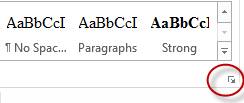 AaBbCcI AaBbCcI AaBbCcI
¶ No Spac... Paragraphs Strong